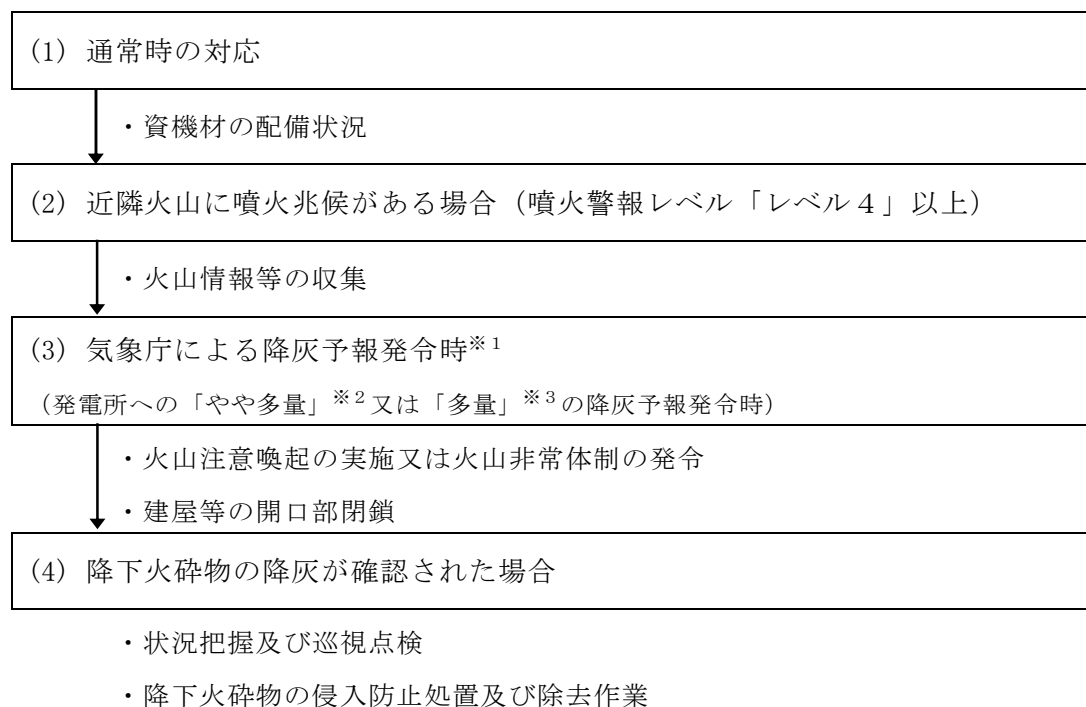 (1) 通常時の対応
・資機材の配備状況
(2) 近隣火山に噴火兆候がある場合（噴火警報レベル「レベル４」以上）
・火山情報等の収集
(3) 気象庁による降灰予報発令時※１
（発電所への「やや多量」※２又は「多量」※３の降灰予報発令時）
・火山注意喚起の実施又は火山非常体制の発令
・建屋等の開口部閉鎖
(4) 降下火砕物の降灰が確認された場合
・状況把握及び巡視点検
・降下火砕物の侵入防止処置及び除去作業